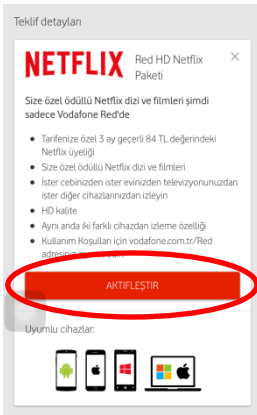 Teklif detayları
NETFLIX
Red HD Netflix
Paketi
Size özel ödüllü Netflix dizi ve filmleri şimdi
sadece Vodafone Red'de
• Tarifenize özel 3 ay geçerli 84 TL değerindeki
Netflix üyeliği
• Size özel ödüllü Netflix dizi ve filmleri
• İster cebinizden ister evinizden televizyonunuzdan
ister diğer cihazlarınızdan izleyin
• HD kalite
• Aynı anda iki farklı cihazdan izleme özelliği
• Kullanım Koşulları için vodafone.com.tr/Red
adresini
AKTİFLEŞTİR
Uyumlu cihazlar: